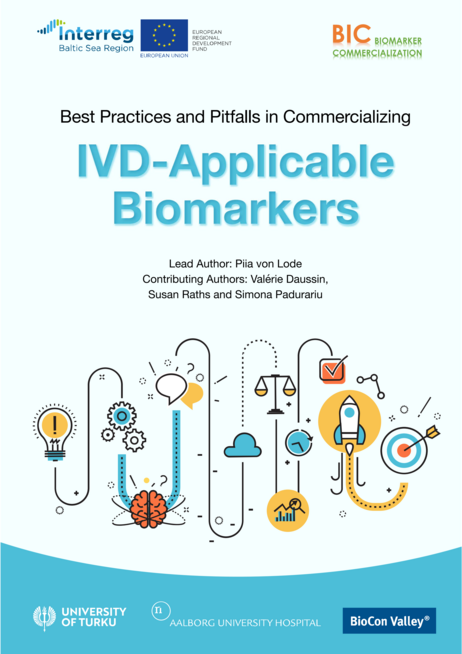 Interreg
Baltic Sea Region
EUROPEAN UNION
EUROPEAN
REGIONAL
DEVELOPMENT
FUND
BIC BIOMARKER
COMMERCIALIZATION
Best Practices and Pitfalls in Commercializing
IVD-Applicable
Biomarkers
Lead Author: Piia von Lode
Contributing Authors: Valérie Daussin,
Susan Raths and Simona Padurariu
UNIVERSITY
OF TURKU
n
AALBORG UNIVERSITY HOSPITAL
BioCon Valley®